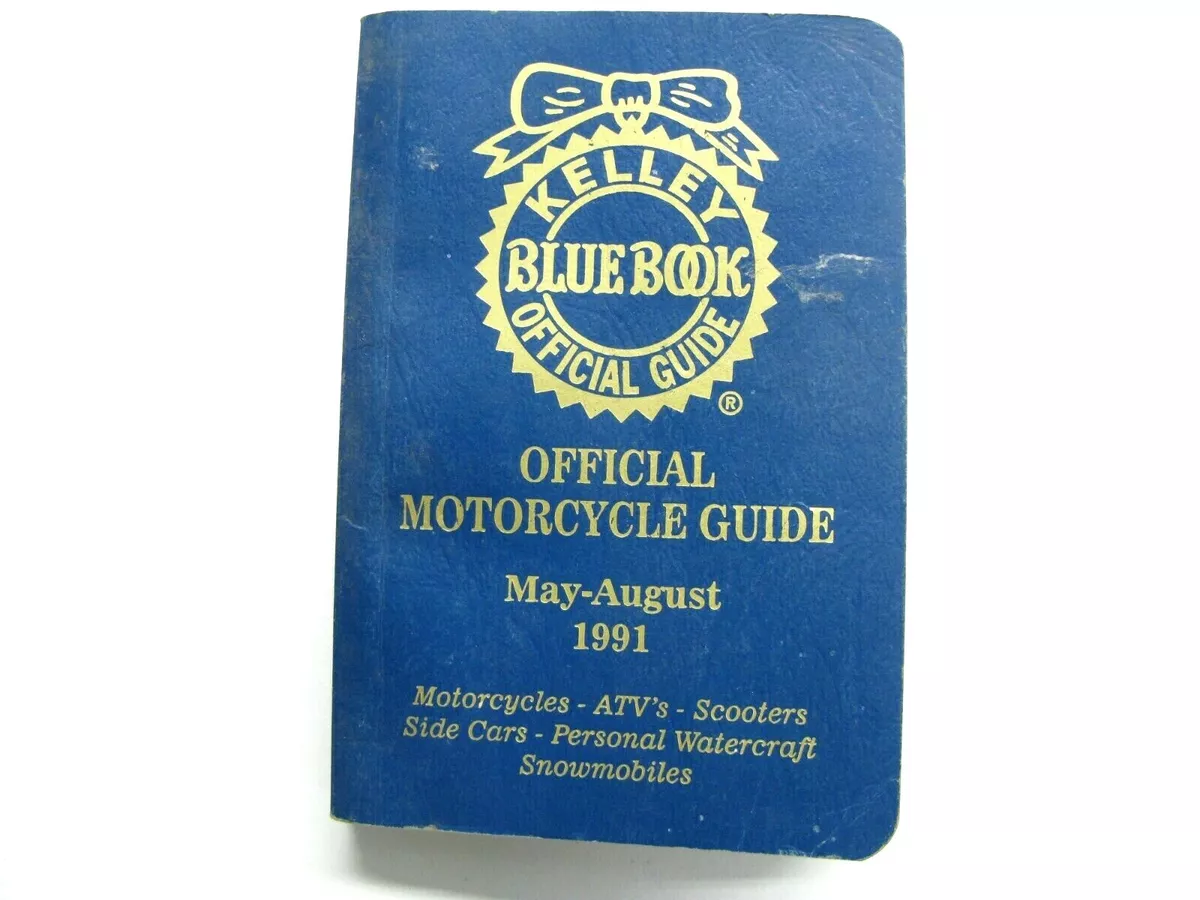 KELLEY
BLUE BOOK
OFFICIAL GUIDE
®
OFFICIAL
MOTORCYCLE GUIDE
May-August
1991
Motorcycles - ATV's - Scooters
Side Cars - Personal Watercraft
Snowmobiles